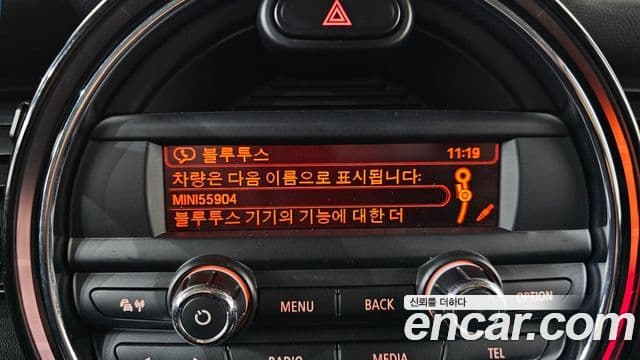 블루투스 11:19
차량은 다음 이름으로 표시됩니다:
MINI55904
블루투스 기기의 기능에 대한 더
MENU BACK OPTION
신뢰를 더하다
encar.com
RADIO MEDIA TEL